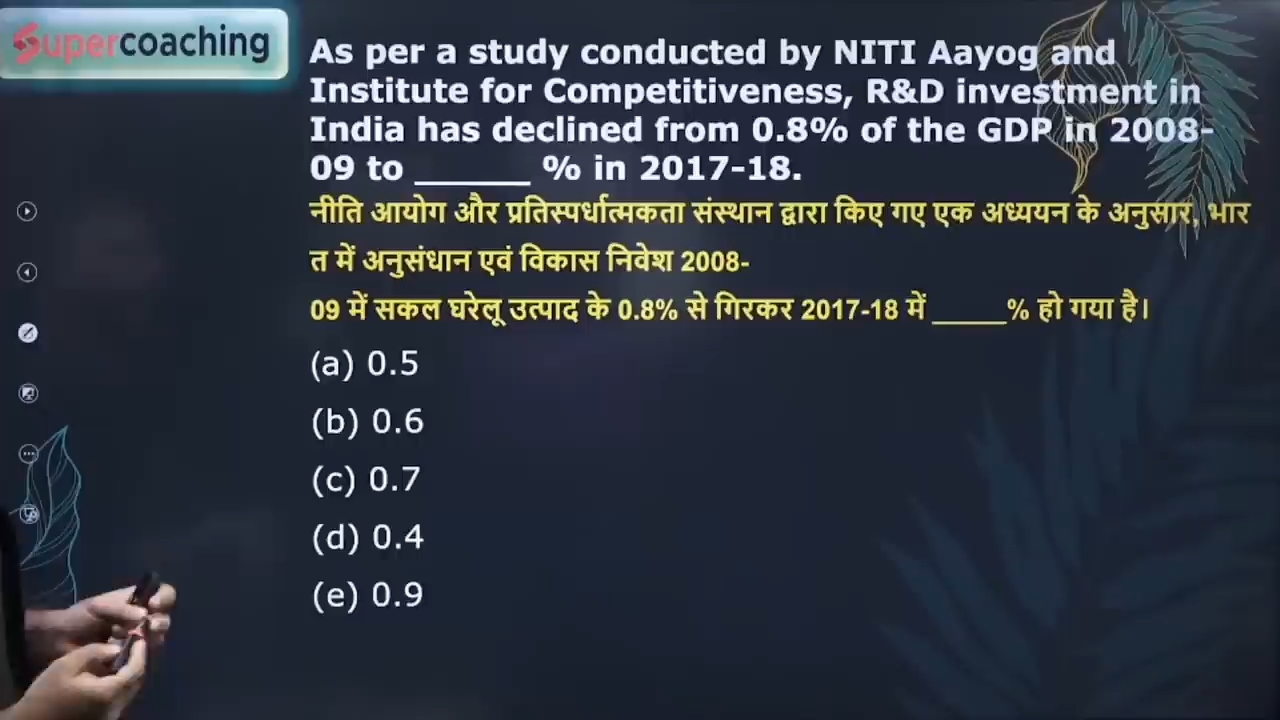 Supercoaching
As per a study conducted by NITI Aayog and
Institute for Competitiveness, R&D investment in
India has declined from 0.8% of the GDP in 2008-
09 to ______ % in 2017-18.
नीति आयोग और प्रतिस्पर्धात्मकता संस्थान द्वारा किए गए एक अध्ययन के अनुसार, भार
त में अनुसंधान एवं विकास निवेश 2008-
09 में सकल घरेलू उत्पाद के 0.8% से गिरकर 2017-18 में _____% हो गया है।
(a) 0.5
(b) 0.6
(c) 0.7
(d) 0.4
(e) 0.9